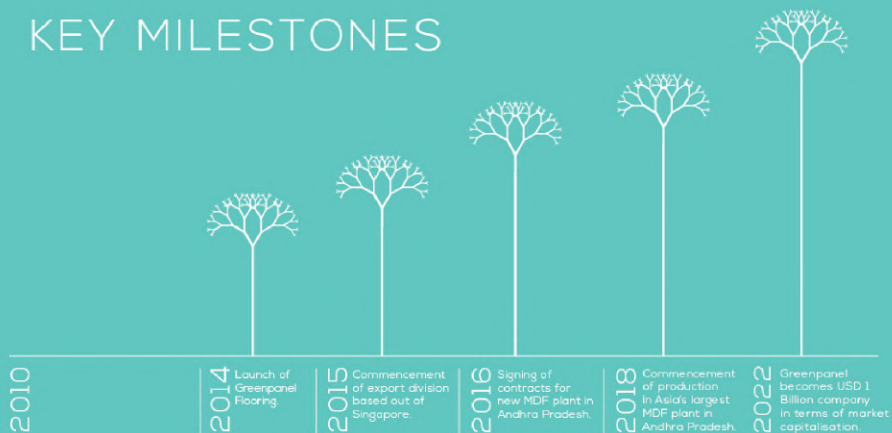 KEY MILESTONES
2010
2014
Launch of
Greenpanel
Flooring.
2015
Commencement
of export division
based out of
Singapore.
2016
Signing of
contracts for
new MDF plant in
Andhra Pradesh.
2018
Commencement
of production
In Asia's largest
MDF plant in
Andhra Pradesh.
2022
Greenpanel
becomes USD 1
Billion company
in terms of market
capitalisation.